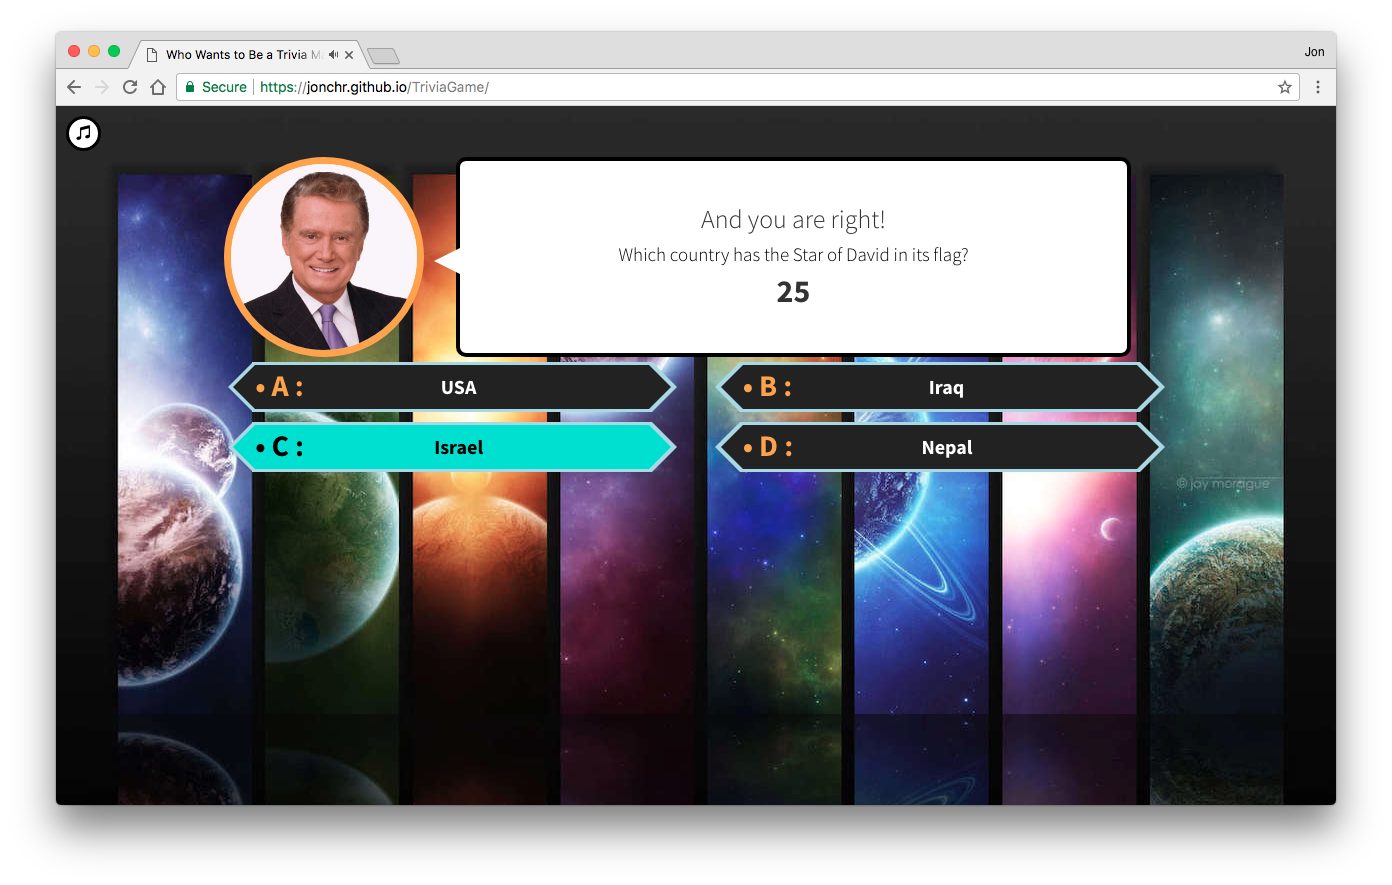 Who Wants to Be a Trivia M
Jon
Secure
https://jonchr.github.io/TriviaGame/
And you are right!
Which country has the Star of David in its flag?
25
• A : USA
• B : Iraq
• C : Israel
• D : Nepal
© jay morague